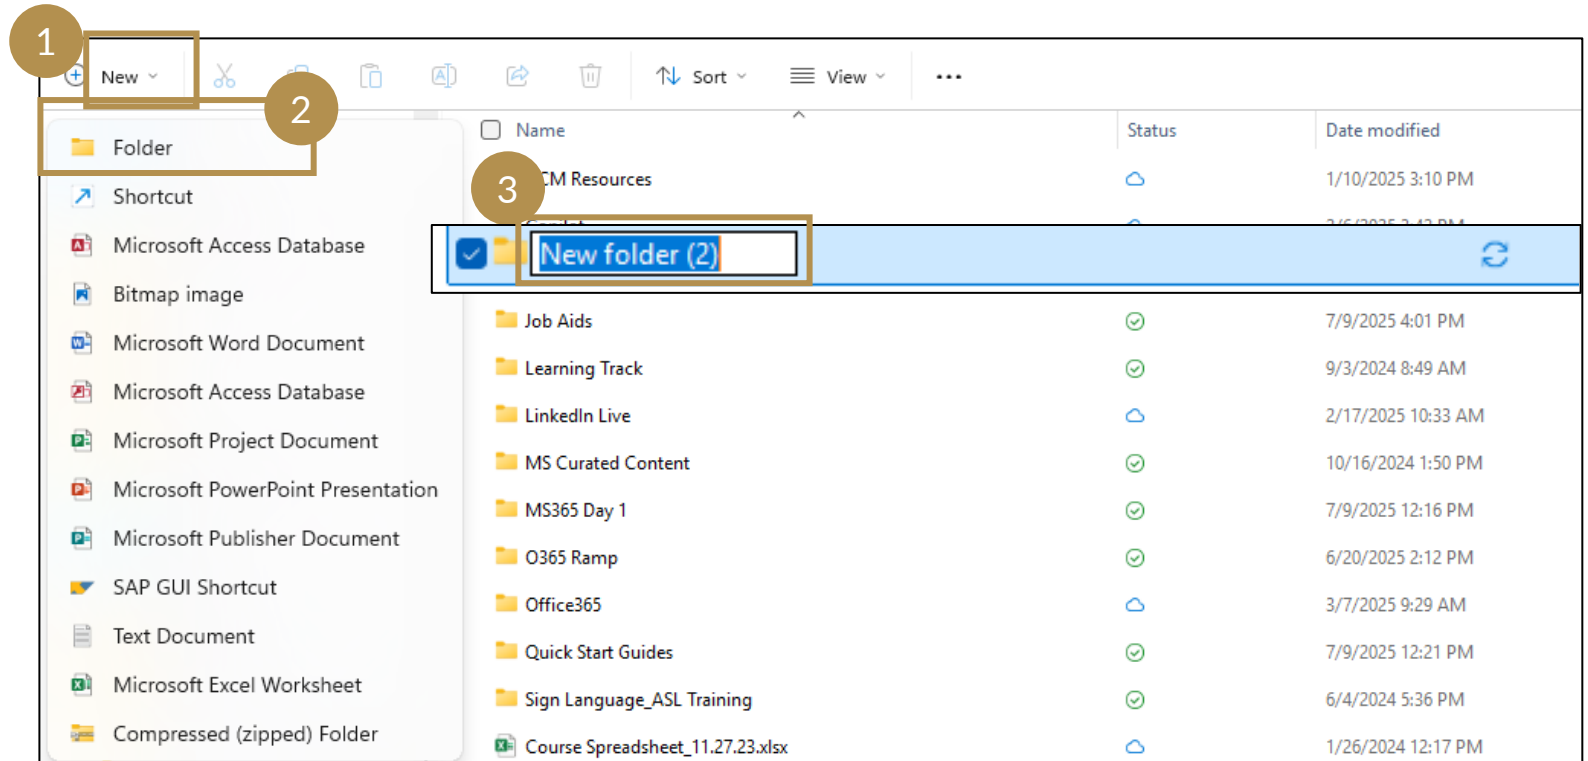 1
New
Sort
View
2
Name
Status
Date modified
Folder
CM Resources
1/10/2025 3:10 PM
3
Shortcut
Microsoft Access Database
New folder (2)
Bitmap image
Job Aids
7/9/2025 4:01 PM
Microsoft Word Document
Learning Track
9/3/2024 8:49 AM
Microsoft Access Database
LinkedIn Live
2/17/2025 10:33 AM
Microsoft Project Document
MS Curated Content
10/16/2024 1:50 PM
Microsoft PowerPoint Presentation
MS365 Day 1
7/9/2025 12:16 PM
Microsoft Publisher Document
O365 Ramp
6/20/2025 2:12 PM
SAP GUI Shortcut
Office365
3/7/2025 9:29 AM
Text Document
Quick Start Guides
7/9/2025 12:21 PM
Microsoft Excel Worksheet
Sign Language_ASL Training
6/4/2024 5:36 PM
Compressed (zipped) Folder
Course Spreadsheet_11.27.23.xlsx
1/26/2024 12:17 PM